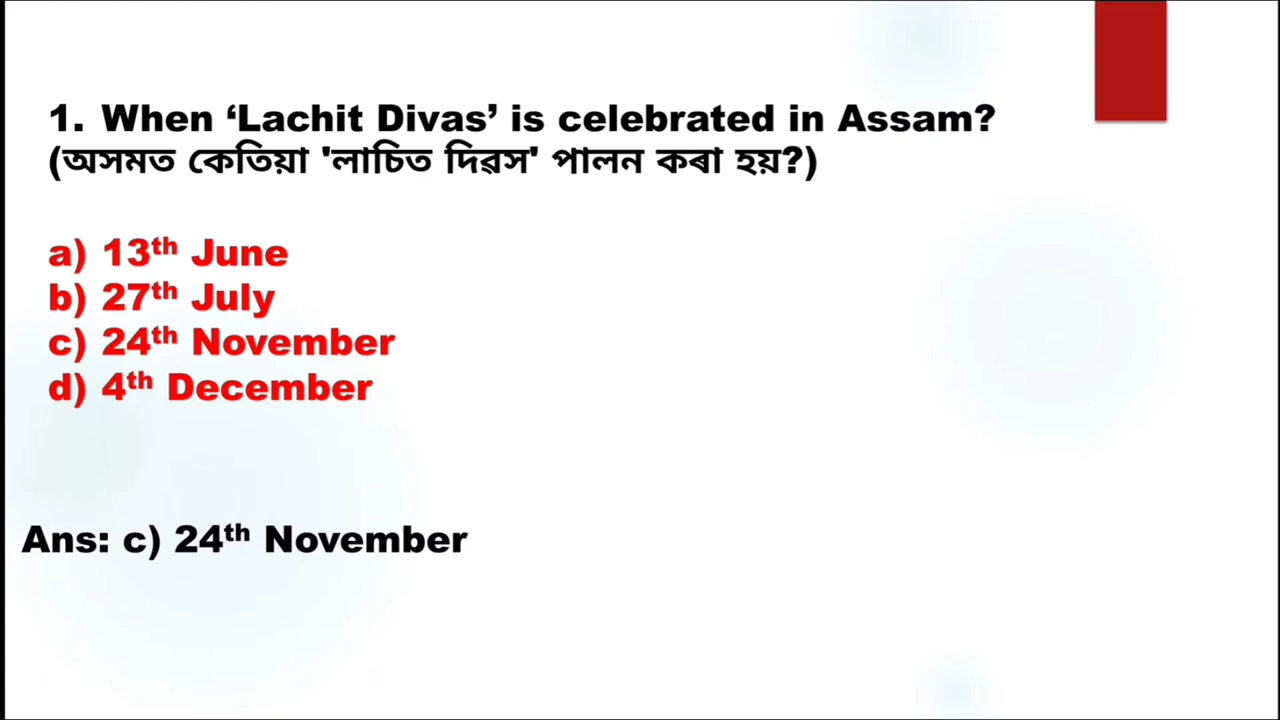 1. When ‘Lachit Divas’ is celebrated in Assam?
(অসমত কেতিয়া 'লাচিত দিৱস' পালন কৰা হয়?)
a) 13th June
b) 27th July
c) 24th November
d) 4th December
Ans: c) 24th November